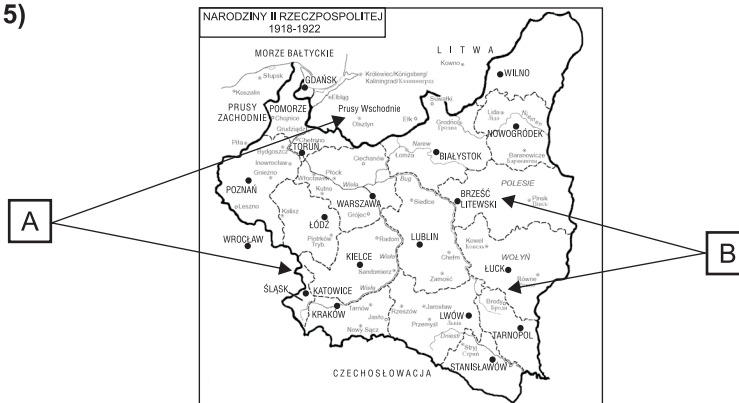 5)
NARODZINY II RZECZPOSPOLITEJ
1918-1922
MORZE BAŁTYCKIE
L I T W A
Kowno
WILNO
Królewiec/Königsberg/
Kaliningrad/
GDAŃSK
Słupsk
Koszalin
Elbląg
PRUSY
ZACHODNIE
POMORZE
Prusy Wschodnie
Olsztyn
Ełk
Suwałki
Chojnice
Grudziądz
Grodno
Lida
Niemen
NOWOGRÓDEK
Piła
Bydgoszcz
Chełmno
TORUŃ
Inowrocław
Gniezno
Włocławek
Płock
Ciechanów
Łomża
Narew
BIAŁYSTOK
Baranowicze
POZNAŃ
Kutno
Wisła
WARSZAWA
Bug
Siedlce
BRZEŚĆ
LITEWSKI
POLESIE
Pińsk
Leszno
Kalisz
ŁÓDZ
Grójec
A
WROCŁAW
Piotrków
Tryb.
Radom
LUBLIN
Chełm
Kowel
WOŁYŃ
B
KIELCE
Wisła
Sandomierz
Zamość
ŁUCK
Równe
ŚLĄSK
KATOWICE
Wisła
KRAKÓW
Tarnów
Rzeszów
Jarosław
Przemyśl
LWÓW
Brody
Jasło
Nowy Sącz
Dniestr
TARNOPOL
Stryj
STANISŁAWÓW
CZECHOSŁOWACJA